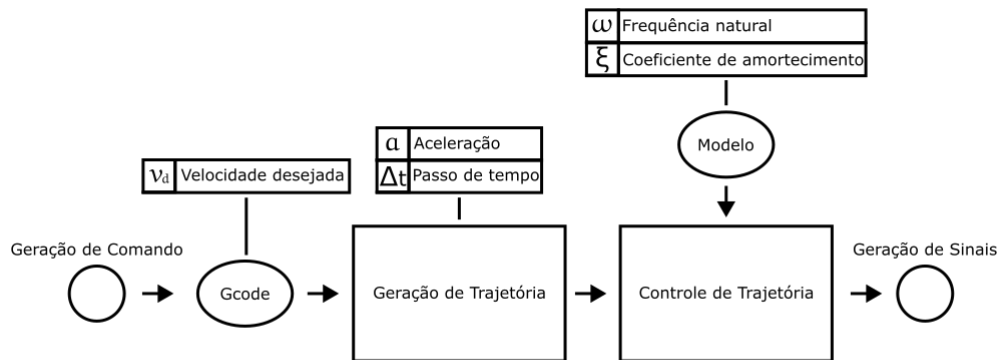 ω Frequência natural
ξ Coeficiente de amortecimento
Modelo
a Aceleração
Δt Passo de tempo
νd Velocidade desejada
Geração de Comando
Gcode
Geração de Trajetória
Controle de Trajetória
Geração de Sinais